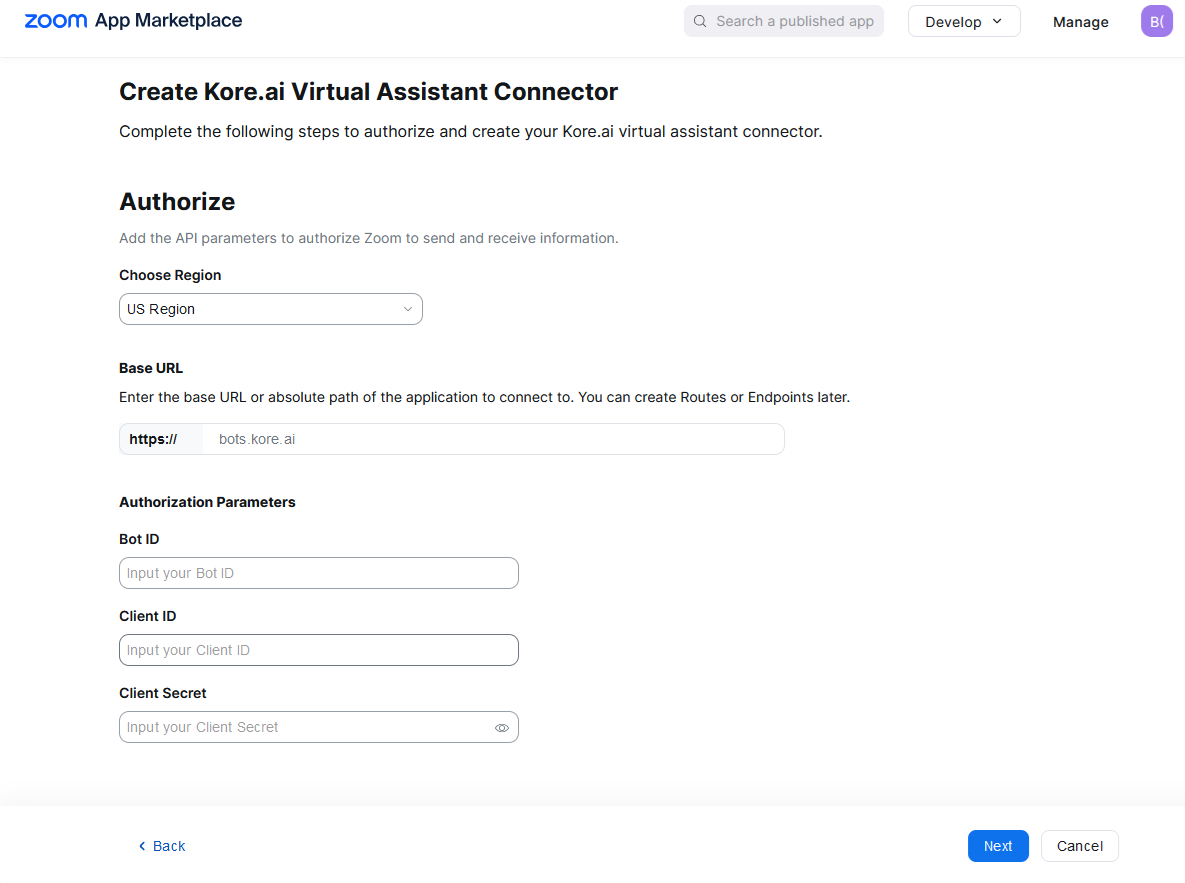 zoom App Marketplace
Search a published app
Develop
Manage
B(
Create Kore.ai Virtual Assistant Connector
Complete the following steps to authorize and create your Kore.ai virtual assistant connector.
Authorize
Add the API parameters to authorize Zoom to send and receive information.
Choose Region
US Region
Base URL
Enter the base URL or absolute path of the application to connect to. You can create Routes or Endpoints later.
https:// bots.kore.ai
Authorization Parameters
Bot ID
Input your Bot ID
Client ID
Input your Client ID
Client Secret
Input your Client Secret
Back
Next
Cancel